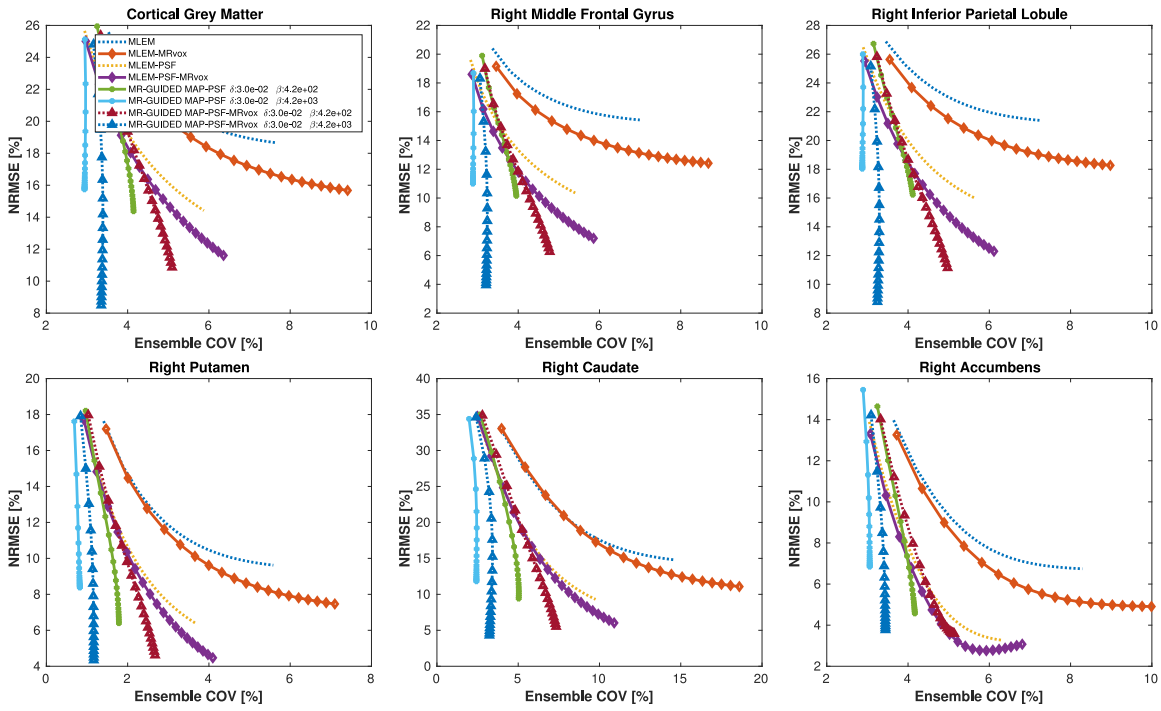 Cortical Grey Matter
26
24
22
20
18
16
14
12
10
8
NRMSE [%]
MLEM
MLEM-MRvox
MLEM-PSF
MLEM-PSF-MRvox
MR-GUIDED MAP-PSF δ:3.0e-02 β:4.2e+02
MR-GUIDED MAP-PSF δ:3.0e-02 β:4.2e+03
MR-GUIDED MAP-PSF-MRvox δ:3.0e-02 β:4.2e+02
MR-GUIDED MAP-PSF-MRvox δ:3.0e-02 β:4.2e+03
2 4 6 8 10
Ensemble COV [%]
Right Middle Frontal Gyrus
22
20
18
16
14
12
10
8
6
4
2
NRMSE [%]
2 4 6 8 10
Ensemble COV [%]
Right Inferior Parietal Lobule
28
26
24
22
20
18
16
14
12
10
8
NRMSE [%]
2 4 6 8 10
Ensemble COV [%]
Right Putamen
20
18
16
14
12
10
8
6
4
NRMSE [%]
0 2 4 6 8
Ensemble COV [%]
Right Caudate
40
35
30
25
20
15
10
5
0
NRMSE [%]
0 5 10 15 20
Ensemble COV [%]
Right Accumbens
16
14
12
10
8
6
4
2
NRMSE [%]
2 4 6 8 10
Ensemble COV [%]